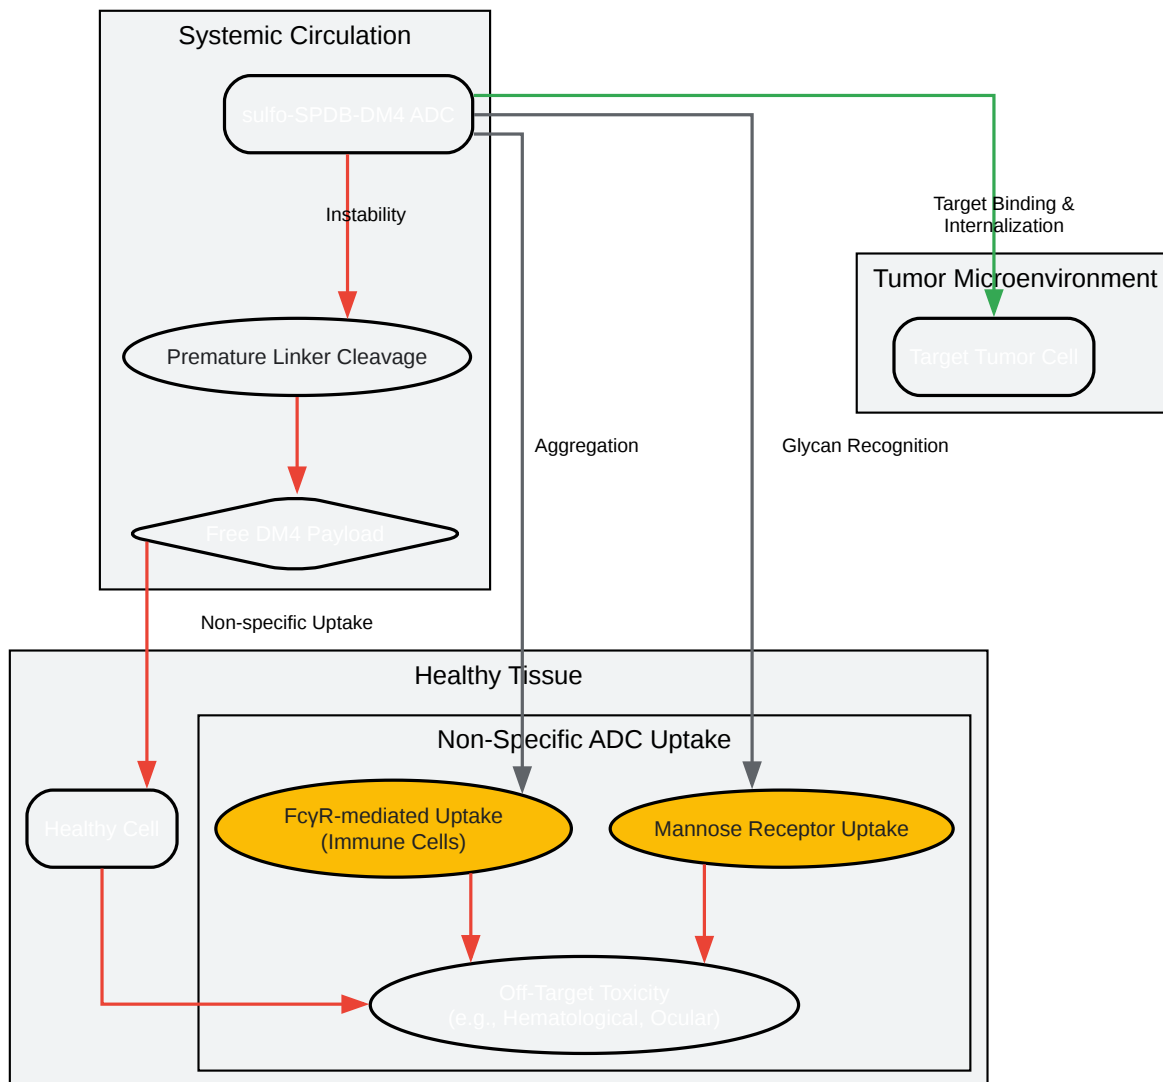 Systemic Circulation
sulfo-SPDB-DM4 ADC
Instability
Target Binding &
Internalization
Tumor Microenvironment
Premature Linker Cleavage
Target Tumor Cell
Aggregation
Glycan Recognition
Free DM4 Payload
Non-specific Uptake
Healthy Tissue
Non-Specific ADC Uptake
Healthy Cell
FcγR-mediated Uptake
(Immune Cells)
Mannose Receptor Uptake
Off-Target Toxicity
(e.g., Hematological, Ocular)